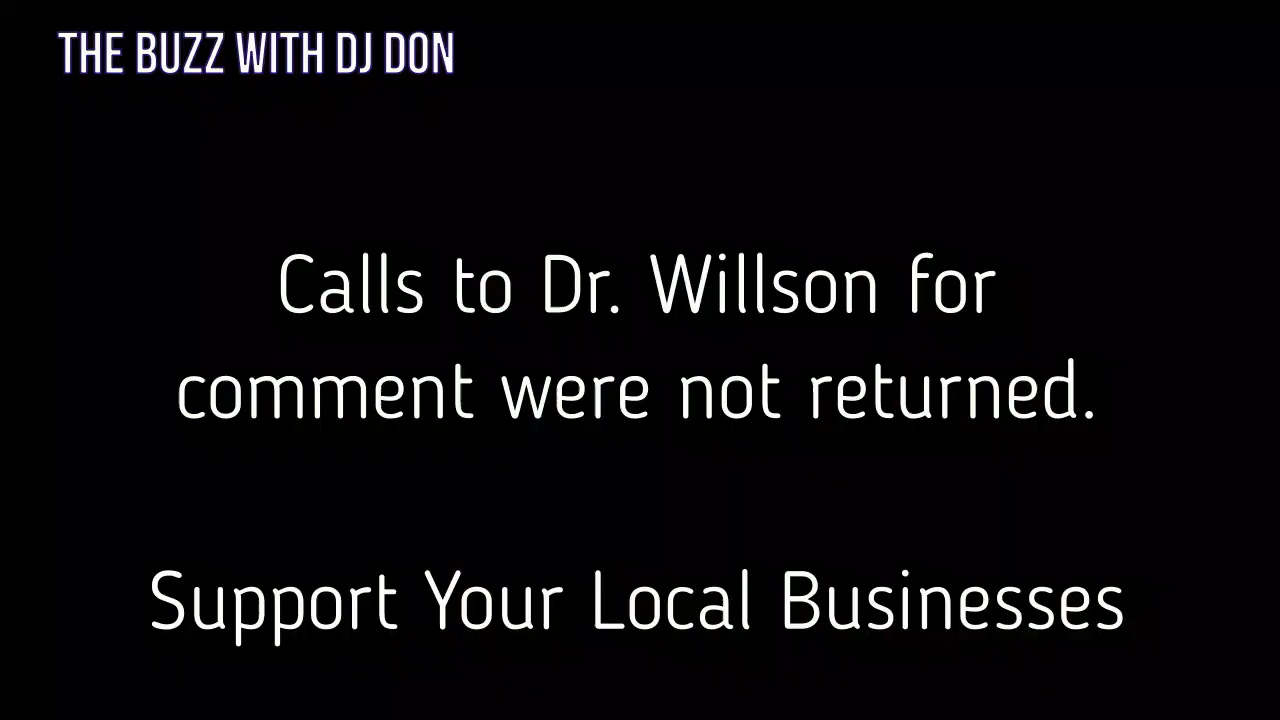 THE BUZZ WITH DJ DON
Calls to Dr. Willson for
comment were not returned.
Support Your Local Businesses